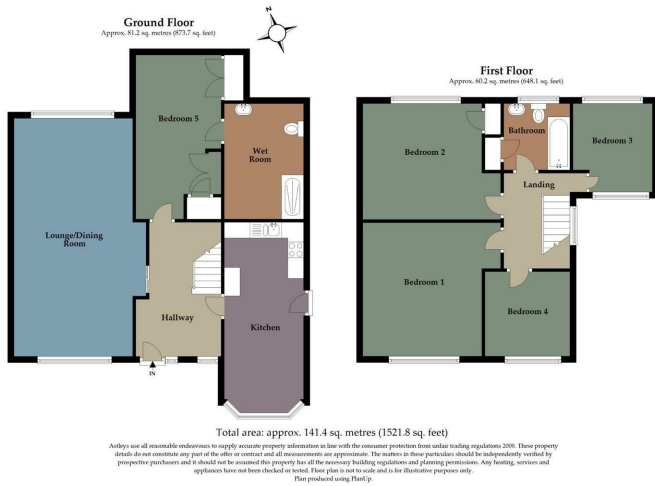 Ground Floor
Approx. 81.2 sq. metres (873.7 sq. feet)
N
First Floor
Approx. 60.2 sq. metres (648.1 sq. feet)
Bedroom 5
Wet
Room
Lounge/Dining
Room
Hallway
Kitchen
IN
Bedroom 2
Bathroom
Bedroom 3
Landing
Bedroom 1
Bedroom 4
Total area: approx. 141.4 sq. metres (1521.8 sq. feet)
Astleys use all reasonable endeavours to supply accurate property information in line with the consumer protection from unfair trading regulations 2008. These property
details do not constitute any part of the offer or contract and all measurements are approximate. The matters in these particulars should be independently verified by
prospective purchasers and it should not be assumed this property has all the necessary building regulations and planning permissions. Any heating, services and
appliances have not been checked or tested. Floor plan is not to scale and is for illustrative purposes only.
Plan produced using PlanUp.